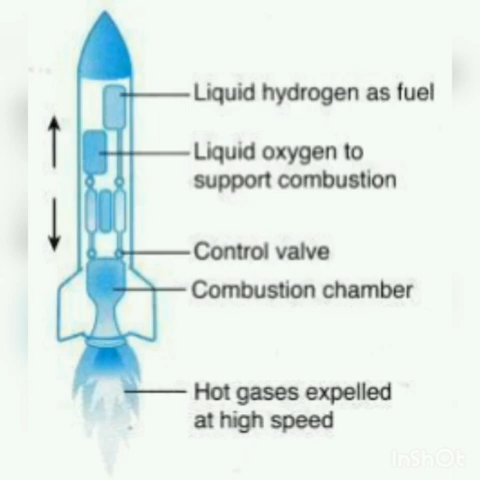 Liquid hydrogen as fuel
Liquid oxygen to
support combustion
Control valve
Combustion chamber
Hot gases expelled
at high speed
InShOt